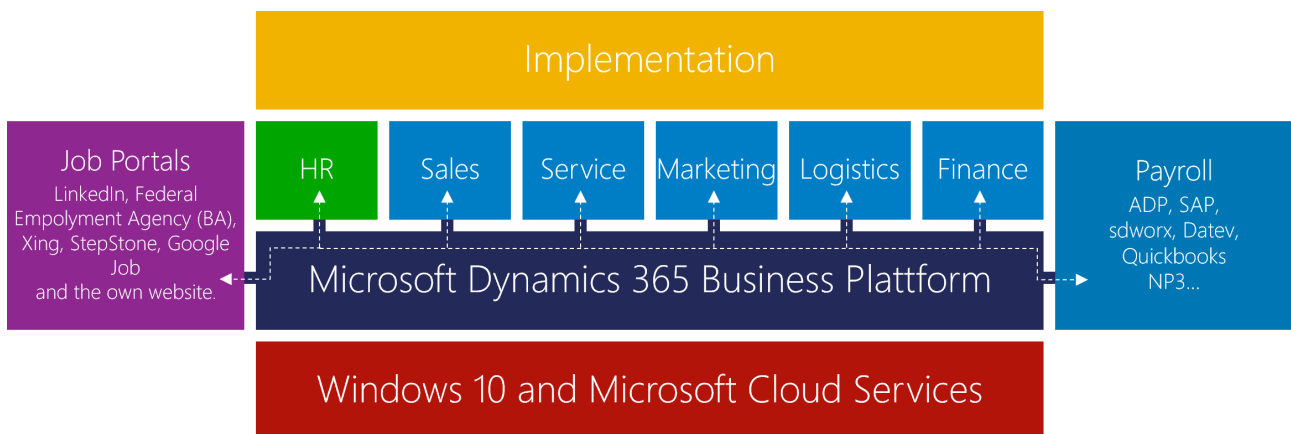 Implementation
Job Portals
LinkedIn, Federal
Empolyment Agency (BA),
Xing, StepStone, Google
Job
and the own website.
HR
Sales
Service
Marketing
Logistics
Finance
Payroll
ADP, SAP,
sdworx, Datev,
Quickbooks
NP3...
Microsoft Dynamics 365 Business Plattform
Windows 10 and Microsoft Cloud Services